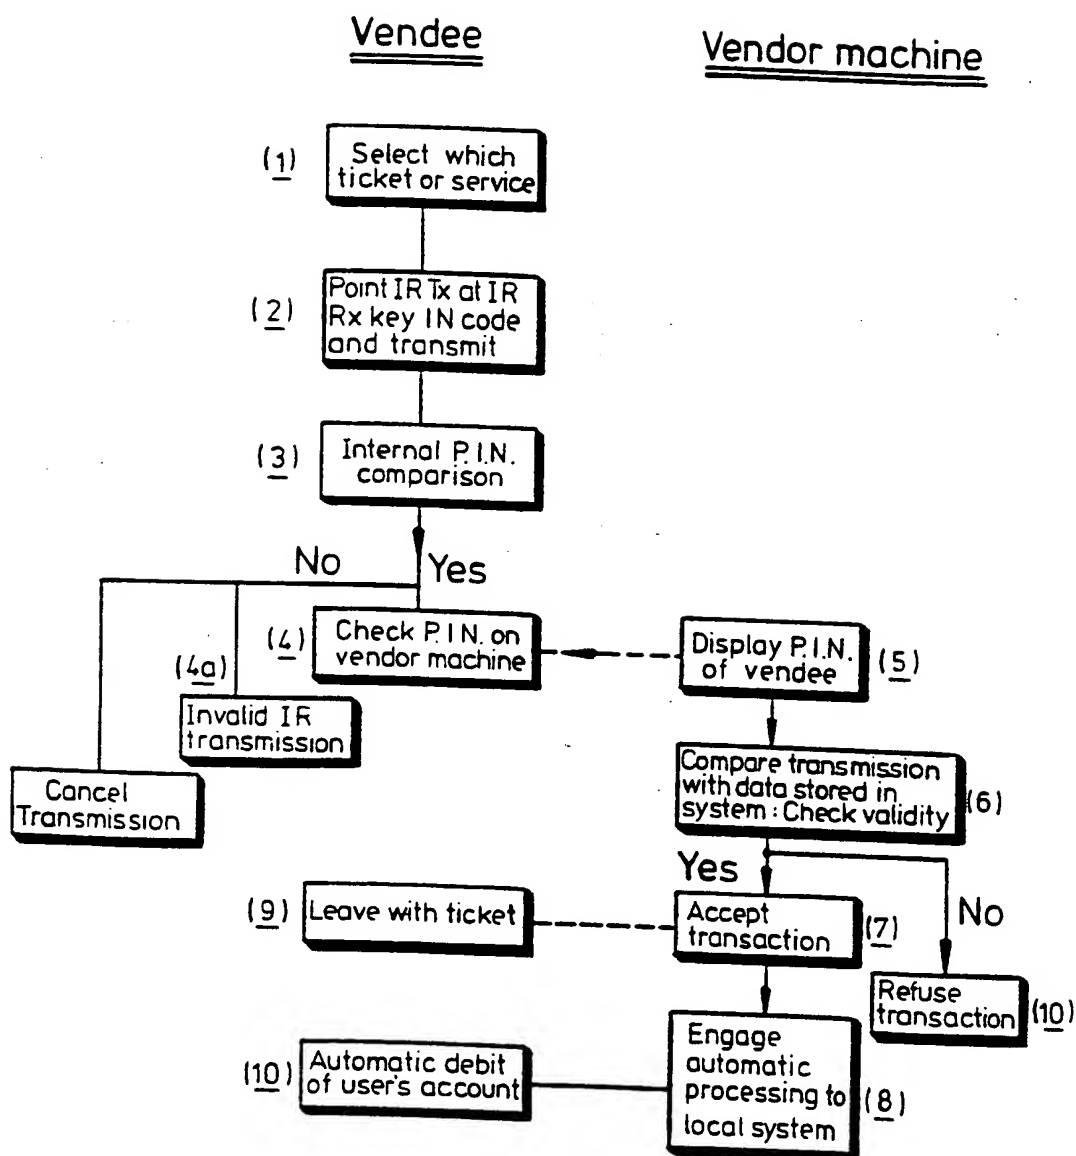 Vendee
Vendor machine
(1)
Select which
ticket or service
(2)
Point IR Tx at IR
Rx key IN code
and transmit
(3)
Internal P.I.N.
comparison
No
Yes
(4)
Check P.I.N. on
vendor machine
Display P.I.N.
of vendee
(5)
(4a)
Invalid IR
transmission
Cancel
Transmission
Compare transmission
with data stored in
system : Check validity
(6)
Yes
No
(9)
Leave with ticket
Accept
transaction
(7)
Refuse
transaction
(10)
(10)
Automatic debit
of user's account
Engage
automatic
processing to
local system
(8)